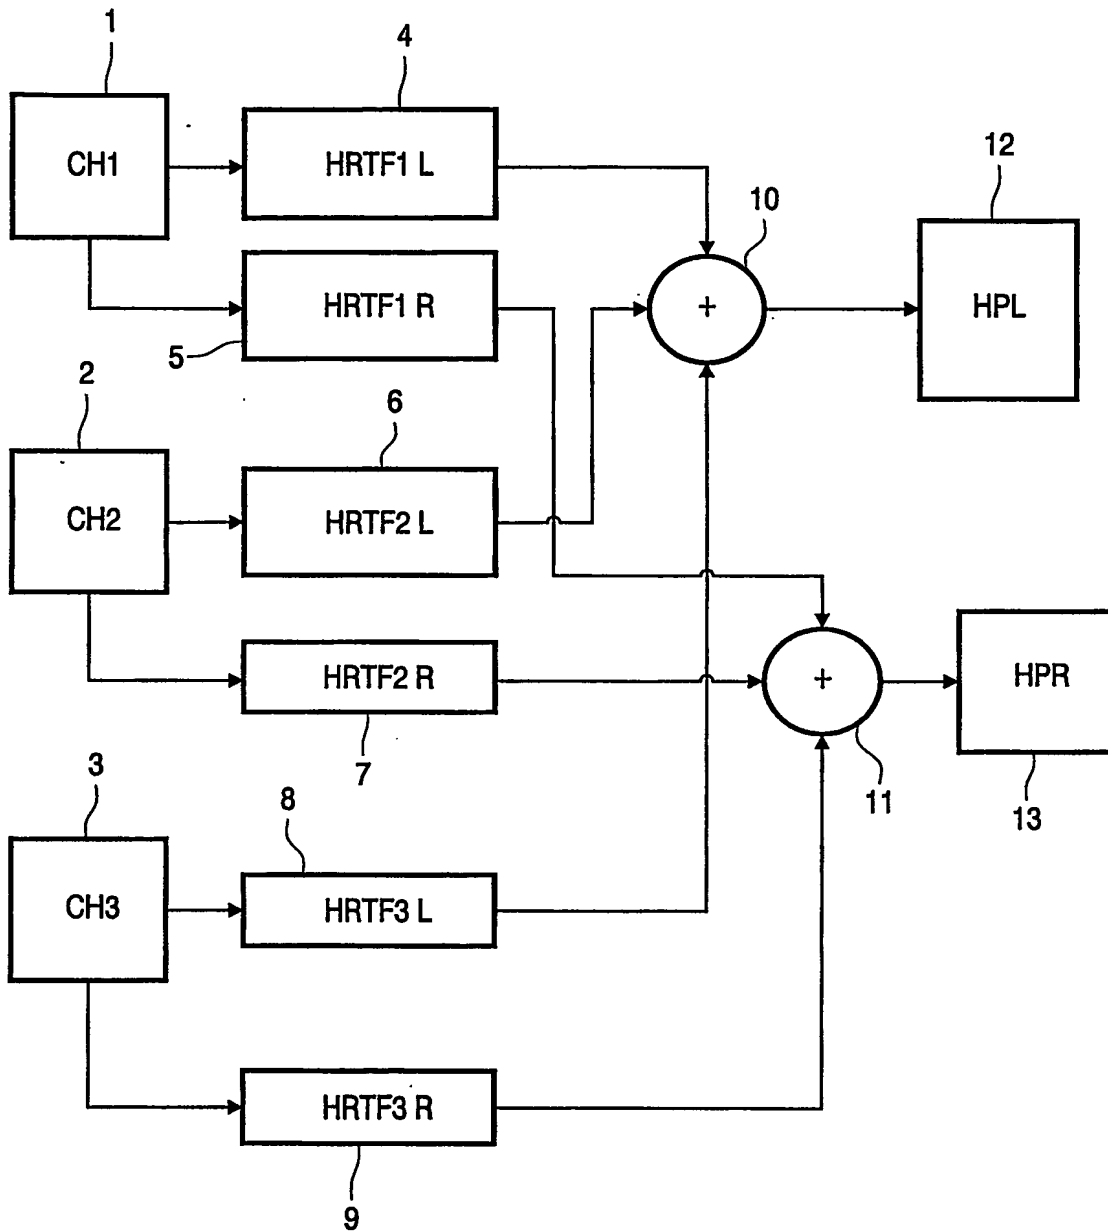 1
4
CH1
HRTF1 L
12
10
HRTF1 R
+
HPL
5
2
6
CH2
HRTF2 L
HRTF2 R
+
HPR
7
11
13
3
8
CH3
HRTF3 L
HRTF3 R
9